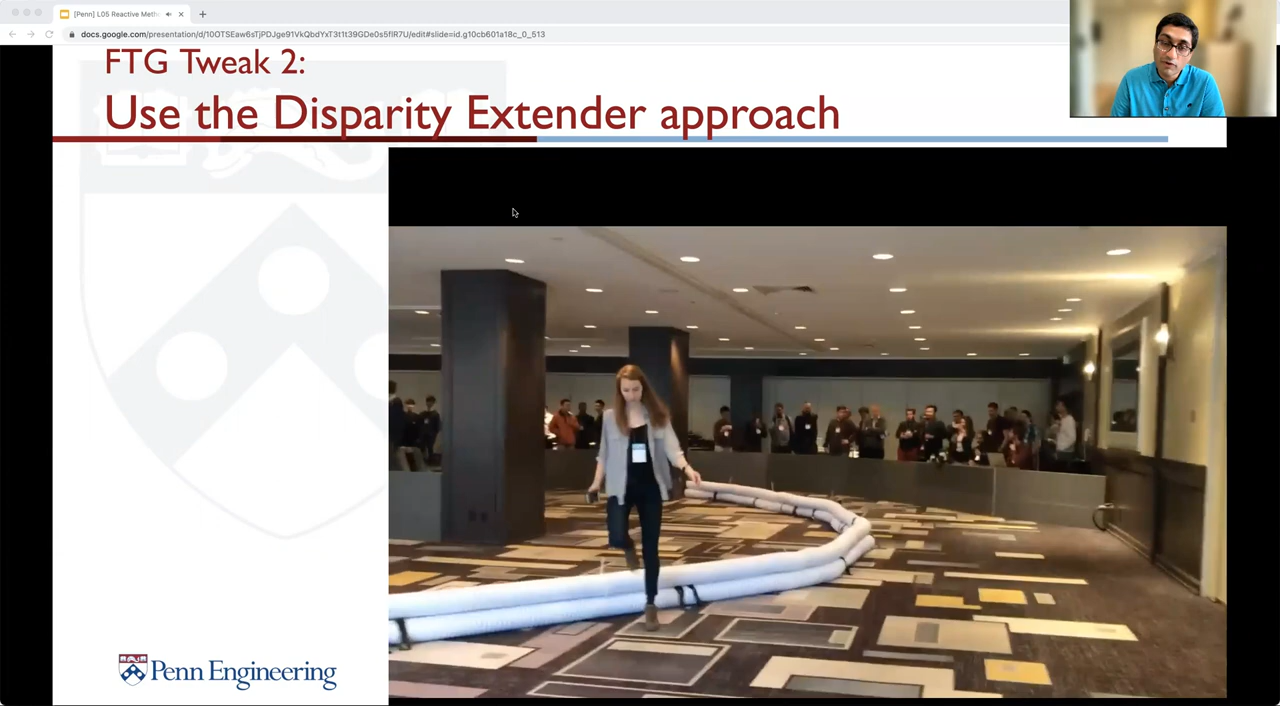 [Penn] L05 Reactive Meth
docs.google.com/presentation/d/10OTSEaw6sTjPDJge91VkQbdYxT3t1t39GDe0s5flR7U/edit#slide=id.g10cb601a18c_0_513
FTG Tweak 2:
Use the Disparity Extender approach
Penn Engineering